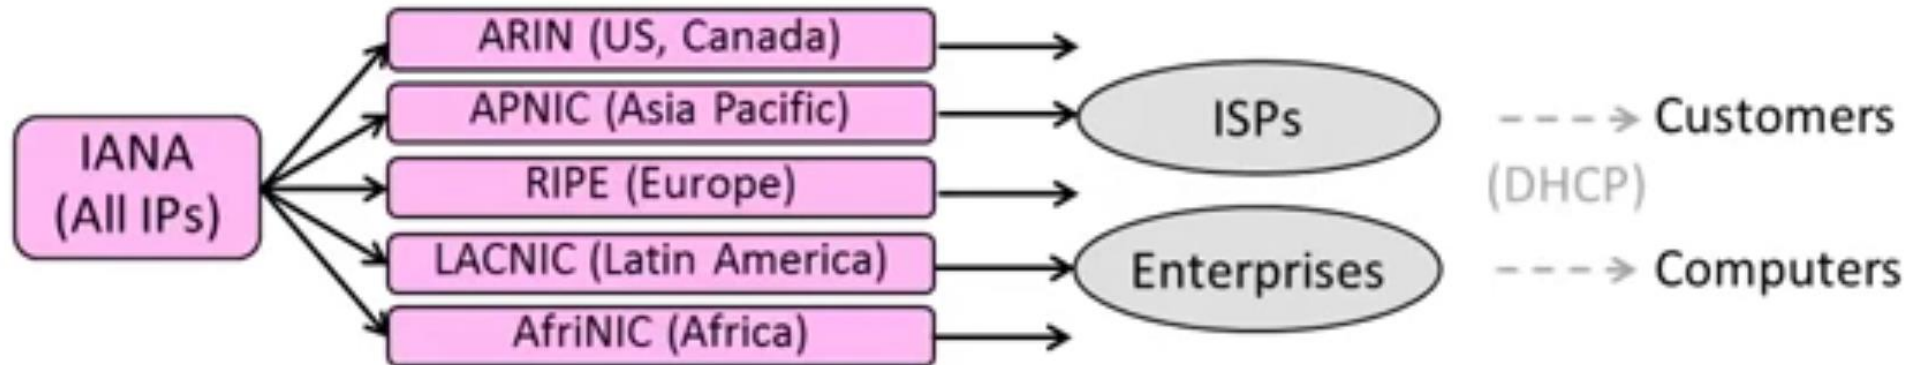 IANA
(All IPs)
ARIN (US, Canada)
APNIC (Asia Pacific)
RIPE (Europe)
LACNIC (Latin America)
AfriNIC (Africa)
ISPs
Enterprises
Customers
(DHCP)
Computers